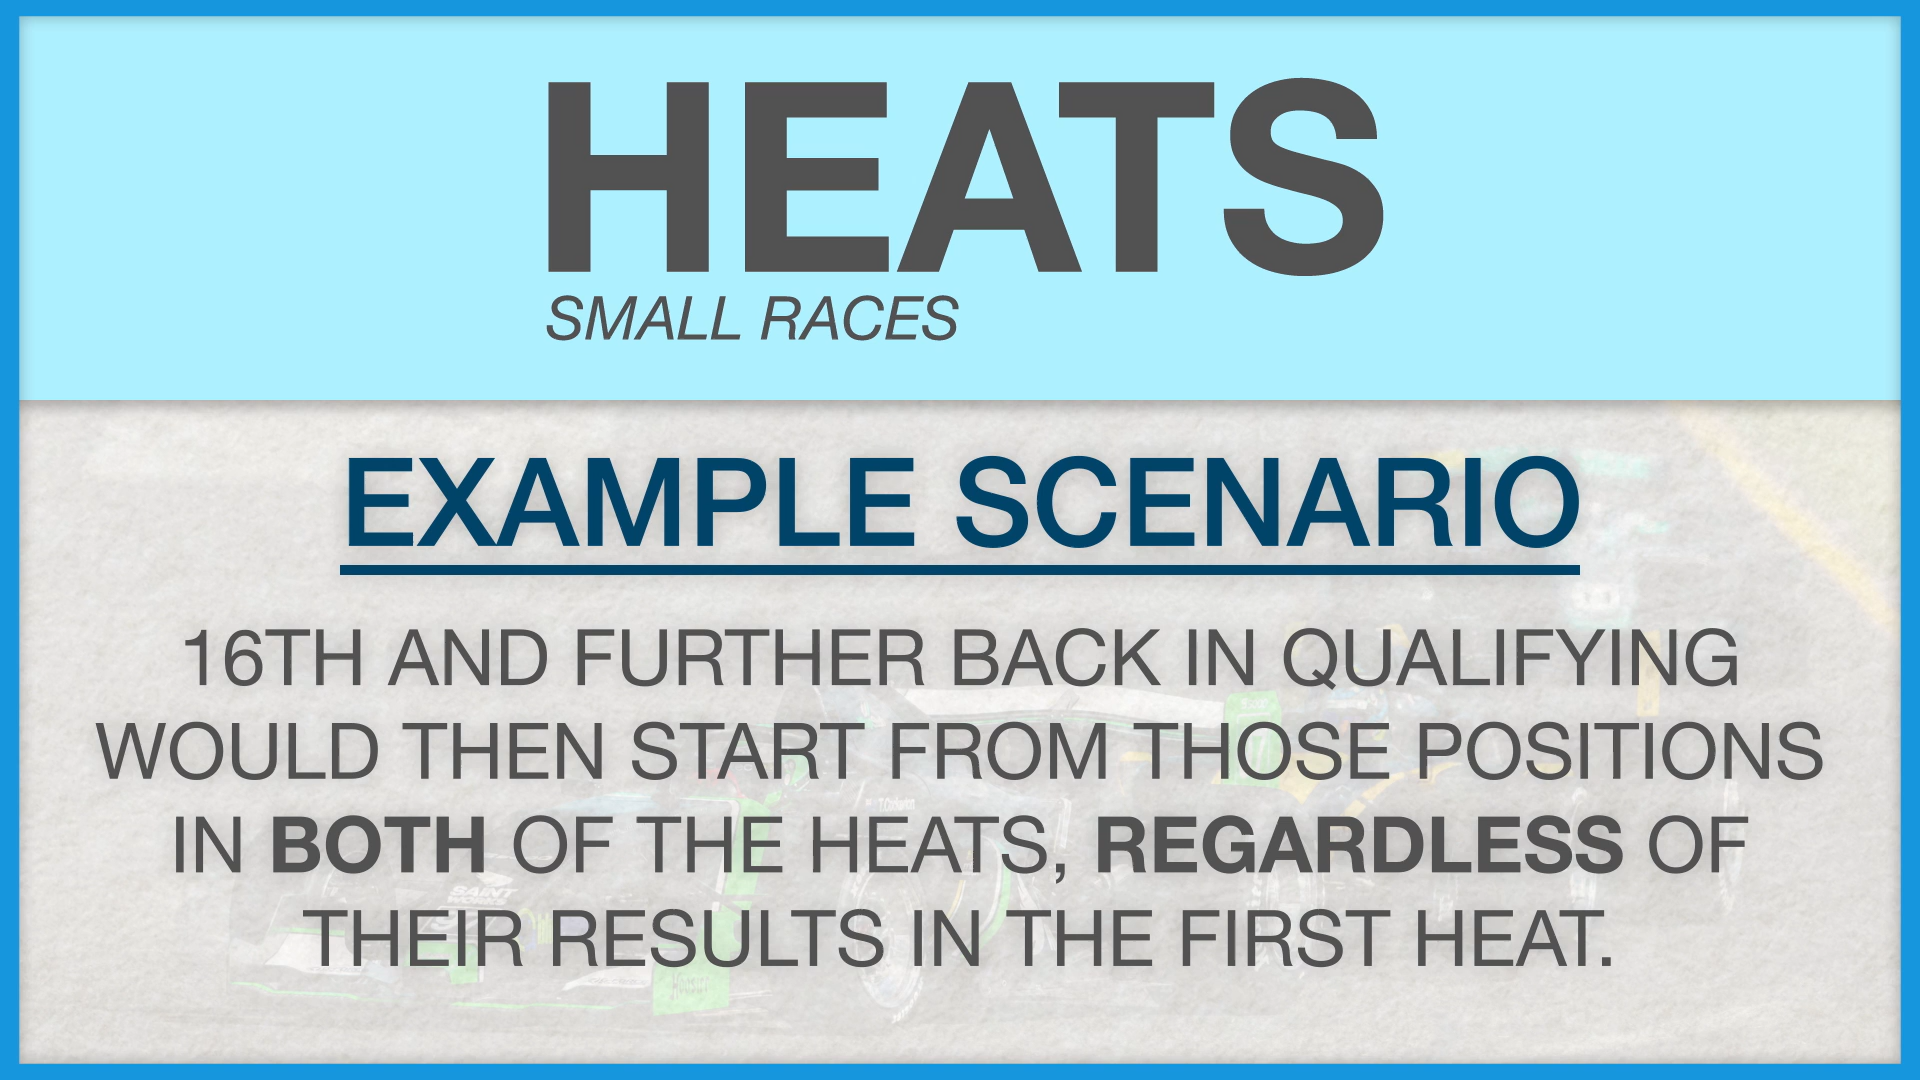 HEATS
SMALL RACES
EXAMPLE SCENARIO
16TH AND FURTHER BACK IN QUALIFYING
WOULD THEN START FROM THOSE POSITIONS
IN BOTH OF THE HEATS, REGARDLESS OF
THEIR RESULTS IN THE FIRST HEAT.